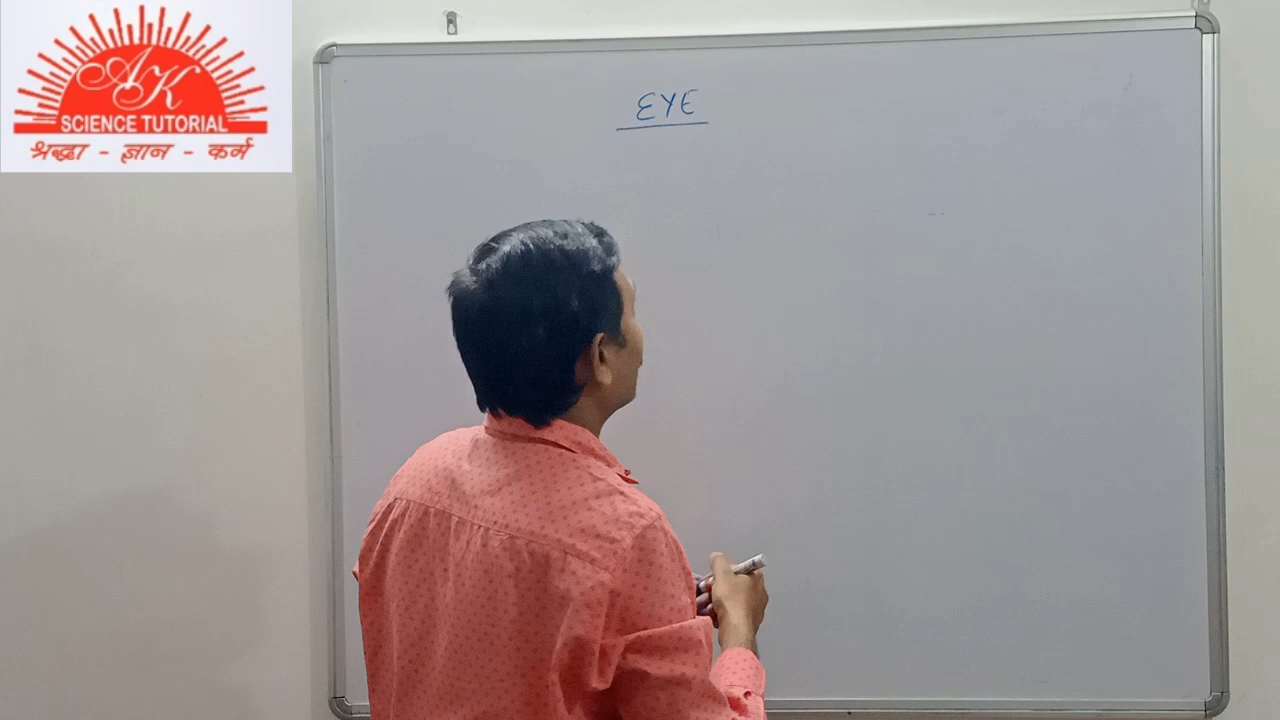 AK
SCIENCE TUTORIAL
श्रद्धा - ज्ञान - कर्म
EYE